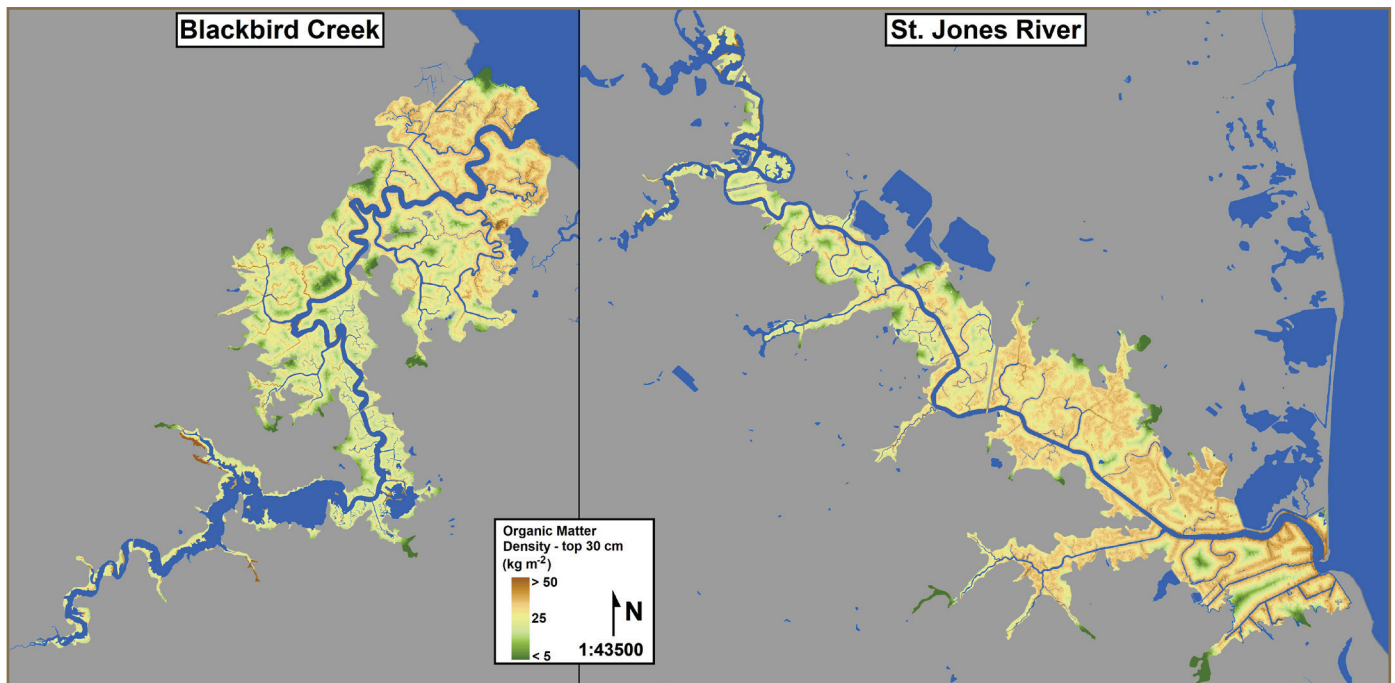 Blackbird Creek
St. Jones River
Organic Matter
Density - top 30 cm
(kg m⁻²)
> 50
25
< 5
N
1:43500